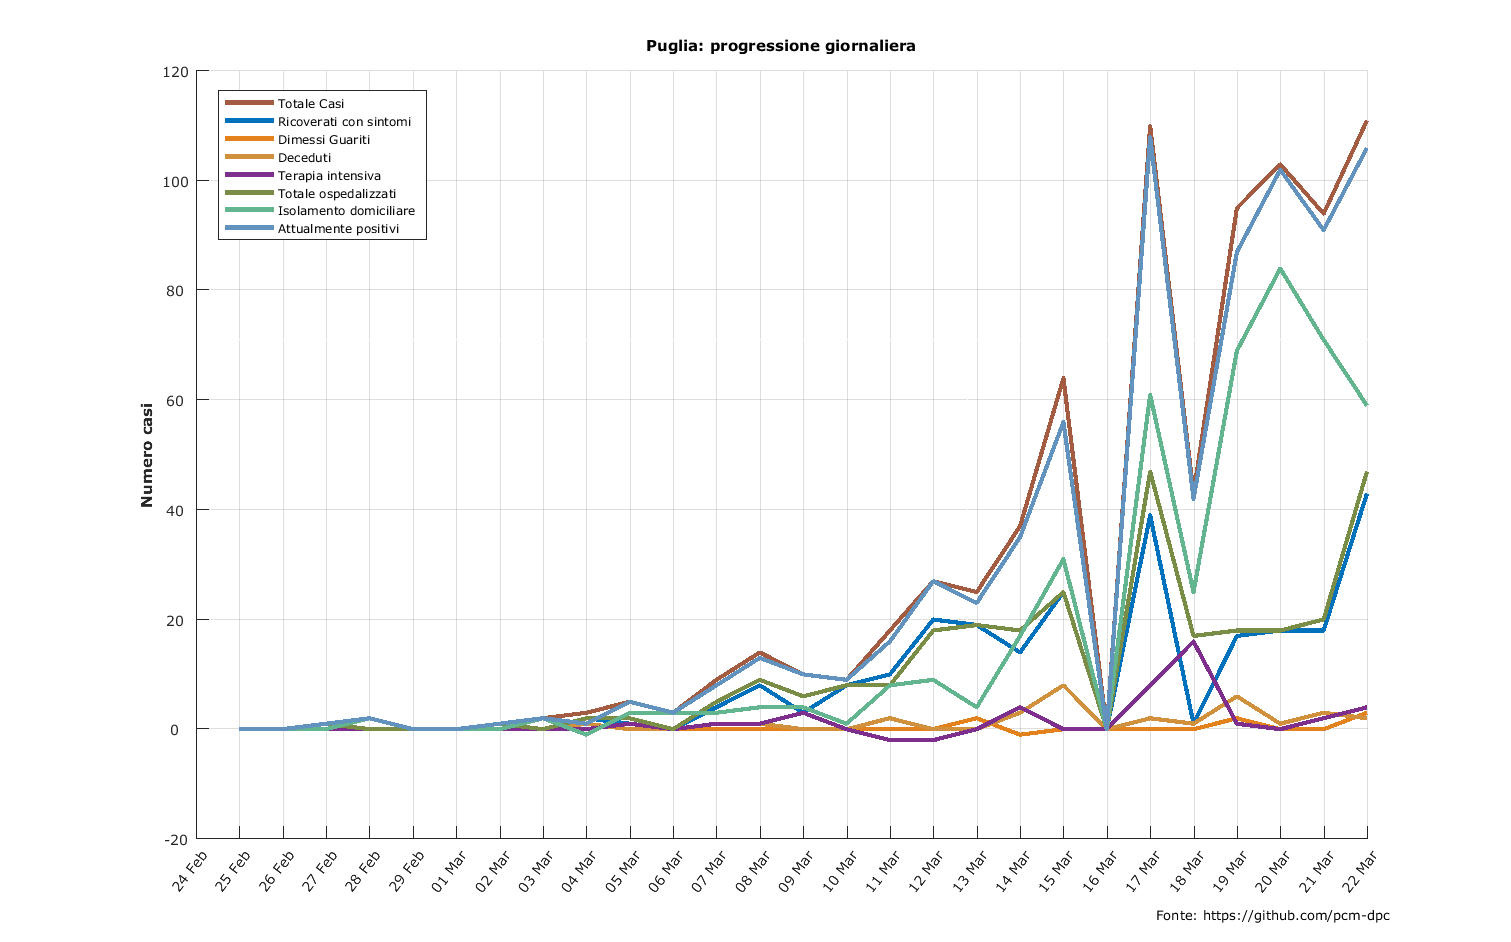 Puglia: progressione giornaliera
120
100
80
60
40
20
0
-20
Numero casi
Totale Casi
Ricoverati con sintomi
Dimessi Guariti
Deceduti
Terapia intensiva
Totale ospedalizzati
Isolamento domiciliare
Attualmente positivi
24 Feb
25 Feb
26 Feb
27 Feb
28 Feb
29 Feb
01 Mar
02 Mar
03 Mar
04 Mar
05 Mar
06 Mar
07 Mar
08 Mar
09 Mar
10 Mar
11 Mar
12 Mar
13 Mar
14 Mar
15 Mar
16 Mar
17 Mar
18 Mar
19 Mar
20 Mar
21 Mar
22 Mar
Fonte: https://github.com/pcm-dpc